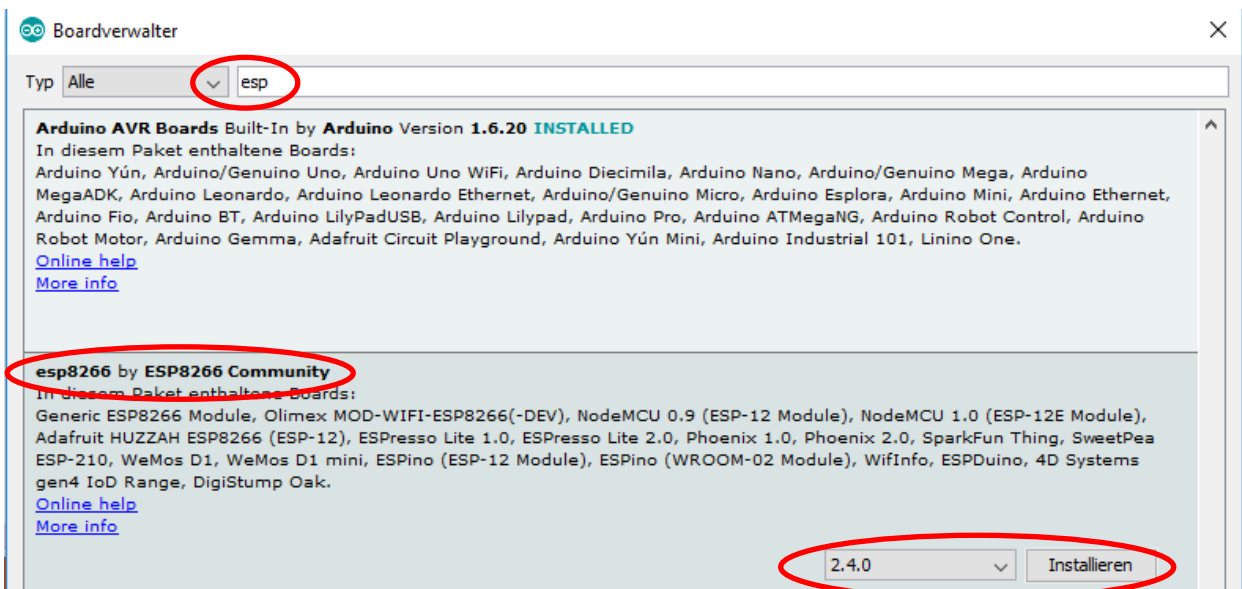 Boardverwalter
Typ Alle esp
Arduino AVR Boards Built-In by Arduino Version 1.6.20 INSTALLED
In diesem Paket enthaltene Boards:
Arduino Yún, Arduino/Genuino Uno, Arduino Uno WiFi, Arduino Diecimila, Arduino Nano, Arduino/Genuino Mega, Arduino
MegaADK, Arduino Leonardo, Arduino Leonardo Ethernet, Arduino/Genuino Micro, Arduino Esplora, Arduino Mini, Arduino Ethernet,
Arduino Fio, Arduino BT, Arduino LilyPadUSB, Arduino Lilypad, Arduino Pro, Arduino ATMegaNG, Arduino Robot Control, Arduino
Robot Motor, Arduino Gemma, Adafruit Circuit Playground, Arduino Yún Mini, Arduino Industrial 101, Linino One.
Online help
More info
esp8266 by ESP8266 Community
In diesem Paket enthaltene Boards:
Generic ESP8266 Module, Olimex MOD-WIFI-ESP8266(-DEV), NodeMCU 0.9 (ESP-12 Module), NodeMCU 1.0 (ESP-12E Module),
Adafruit HUZZAH ESP8266 (ESP-12), ESPresso Lite 1.0, ESPresso Lite 2.0, Phoenix 1.0, Phoenix 2.0, SparkFun Thing, SweetPea
ESP-210, WeMos D1, WeMos D1 mini, ESPino (ESP-12 Module), ESPino (WROOM-02 Module), WifInfo, ESPDuino, 4D Systems
gen4 IoD Range, DigiStump Oak.
Online help
More info
2.4.0 Installieren